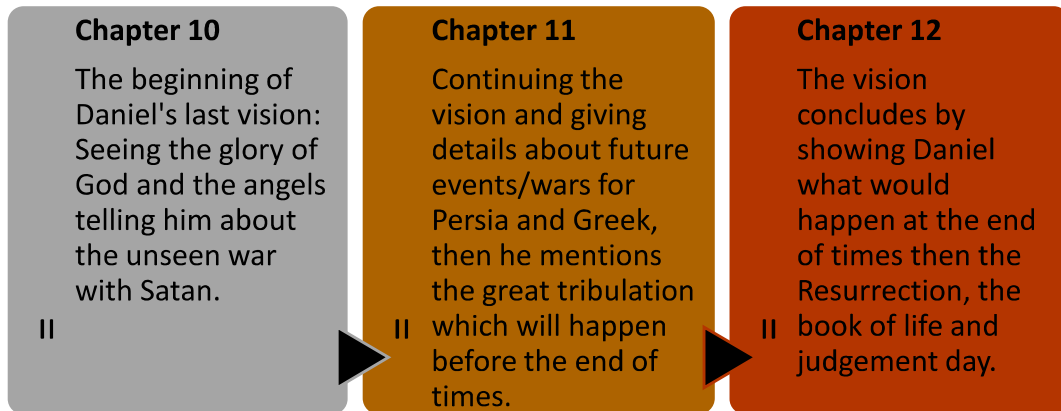 Chapter 10
The beginning of
Daniel's last vision:
Seeing the glory of
God and the angels
telling him about
the unseen war
with Satan.
Chapter 11
Continuing the
vision and giving
details about future
events/wars for
Persia and Greek,
then he mentions
the great tribulation
which will happen
before the end of
times.
Chapter 12
The vision
concludes by
showing Daniel
what would
happen at the end
of times then the
Resurrection, the
book of life and
judgement day.